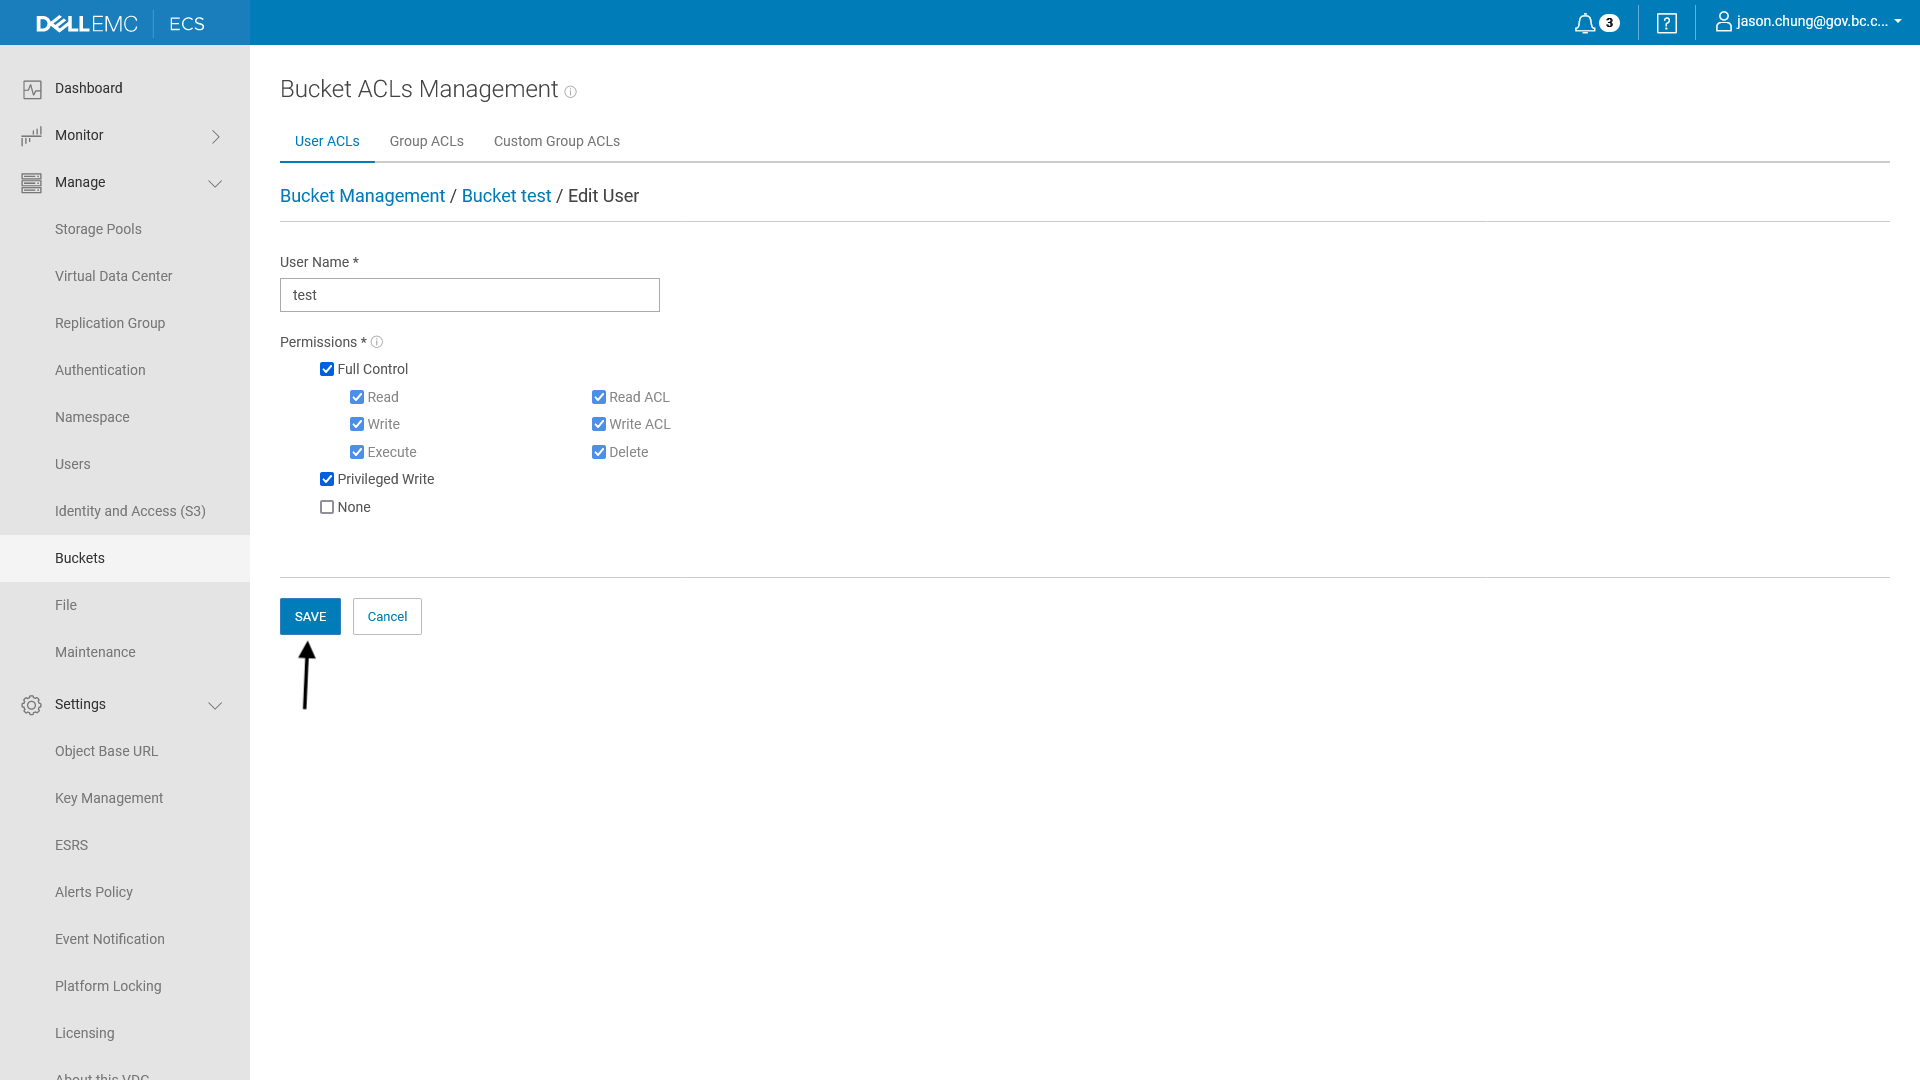 DELLEMC ECS
3
?
jason.chung@gov.bc.c...
Dashboard
Monitor
Manage
Storage Pools
Virtual Data Center
Replication Group
Authentication
Namespace
Users
Identity and Access (S3)
Buckets
File
Maintenance
Settings
Object Base URL
Key Management
ESRS
Alerts Policy
Event Notification
Platform Locking
Licensing
About this VDC
Bucket ACLs Management
User ACLs Group ACLs Custom Group ACLs
Bucket Management / Bucket test / Edit User
User Name *
test
Permissions *
Full Control
Read Read ACL
Write Write ACL
Execute Delete
Privileged Write
None
SAVE Cancel